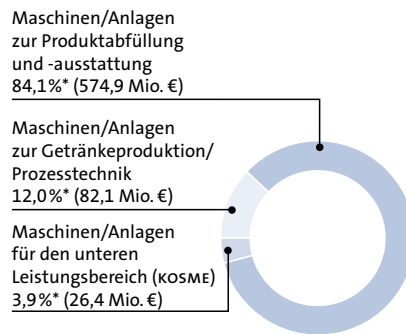 Maschinen/Anlagen
zur Produktabfüllung
und -ausstattung
84,1%* (574,9 Mio. €)
Maschinen/Anlagen
zur Getränkeproduktion/
Prozesstechnik
12,0%* (82,1 Mio. €)
Maschinen/Anlagen
für den unteren
Leistungsbereich (KOSME)
3,9%* (26,4 Mio. €)